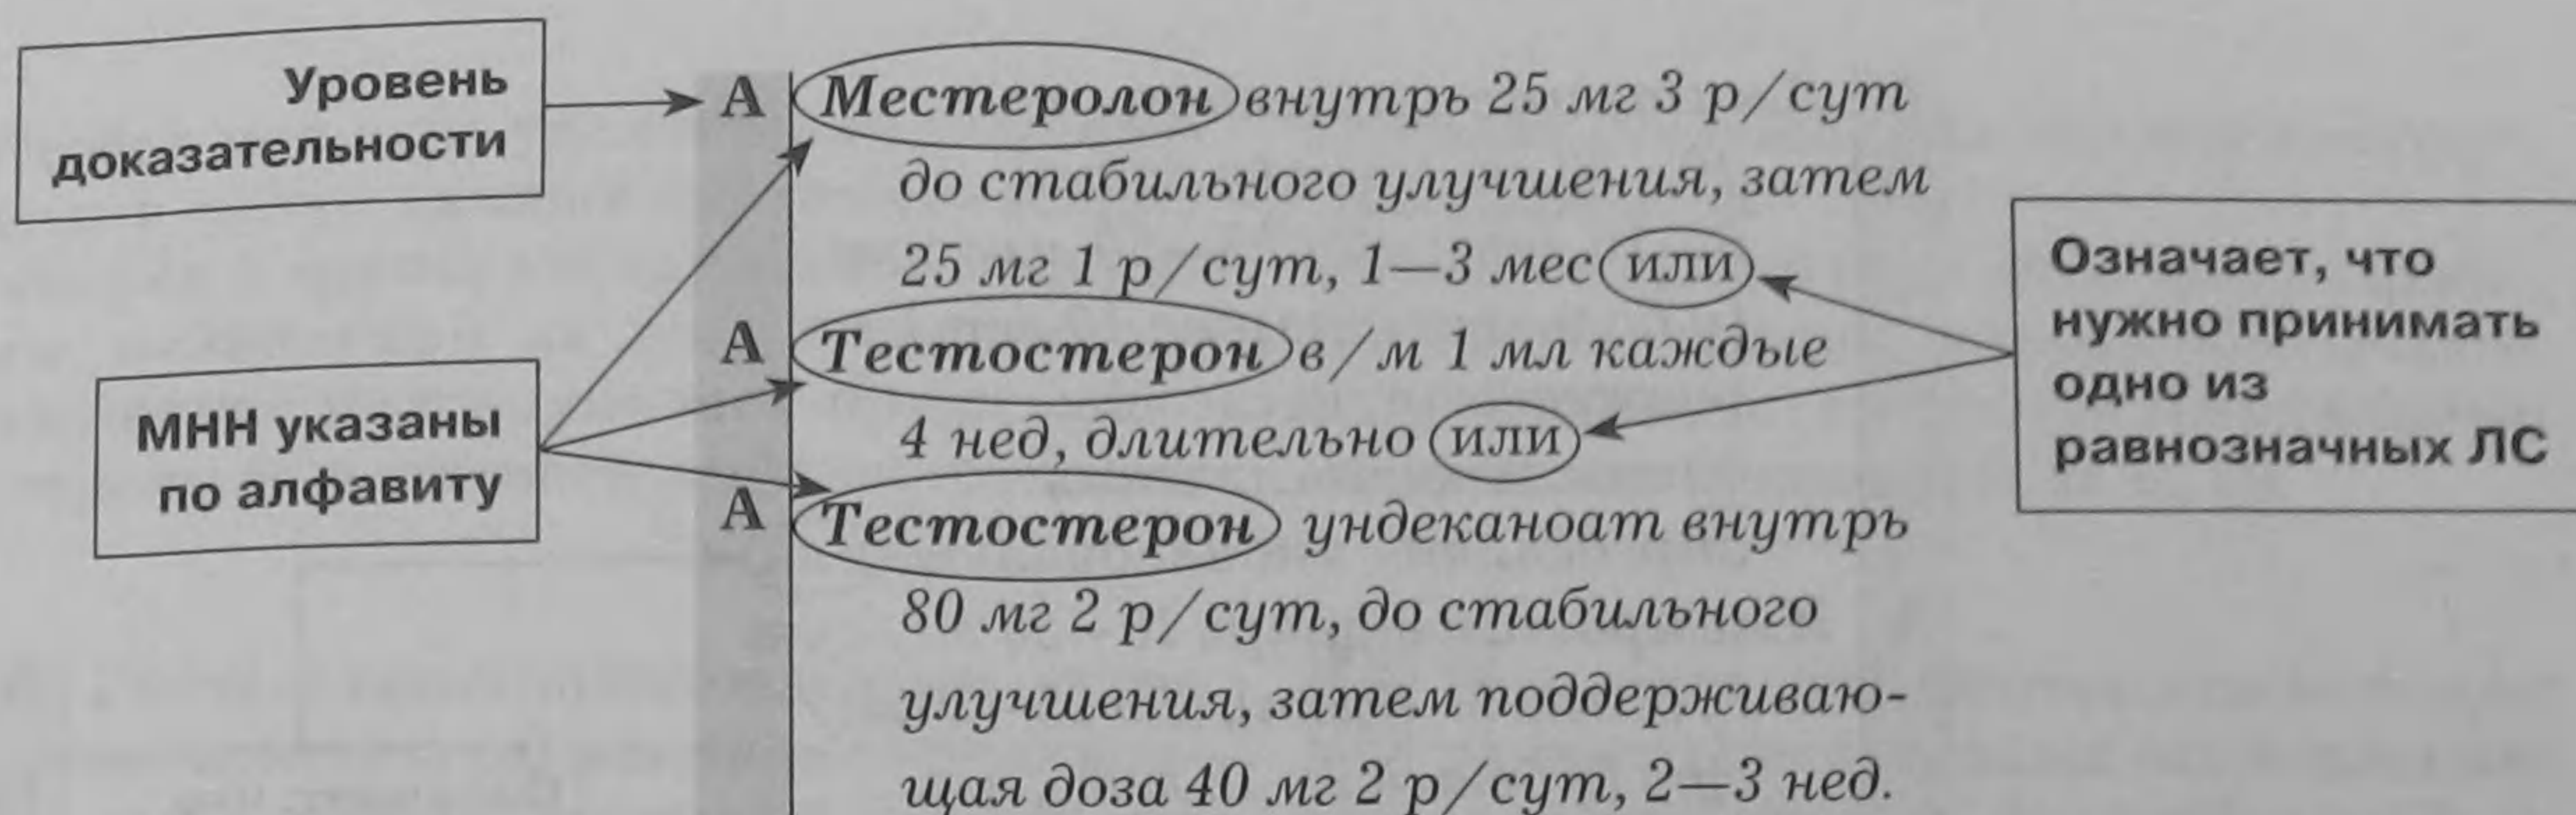 Уровень
доказательности
МНН указаны
по алфавиту
А Местеролон внутрь 25 мг 3 р/сут
до стабильного улучшения, затем
25 мг 1 р/сут, 1—3 мес или
А Тестостерон в/м 1 мл каждые
4 нед, длительно или
А Тестостерон ундеканоат внутрь
80 мг 2 р/сут, до стабильного
улучшения, затем поддерживаю-
щая доза 40 мг 2 р/сут, 2—3 нед.
Означает, что
нужно принимать
одно из
равнозначных ЛС